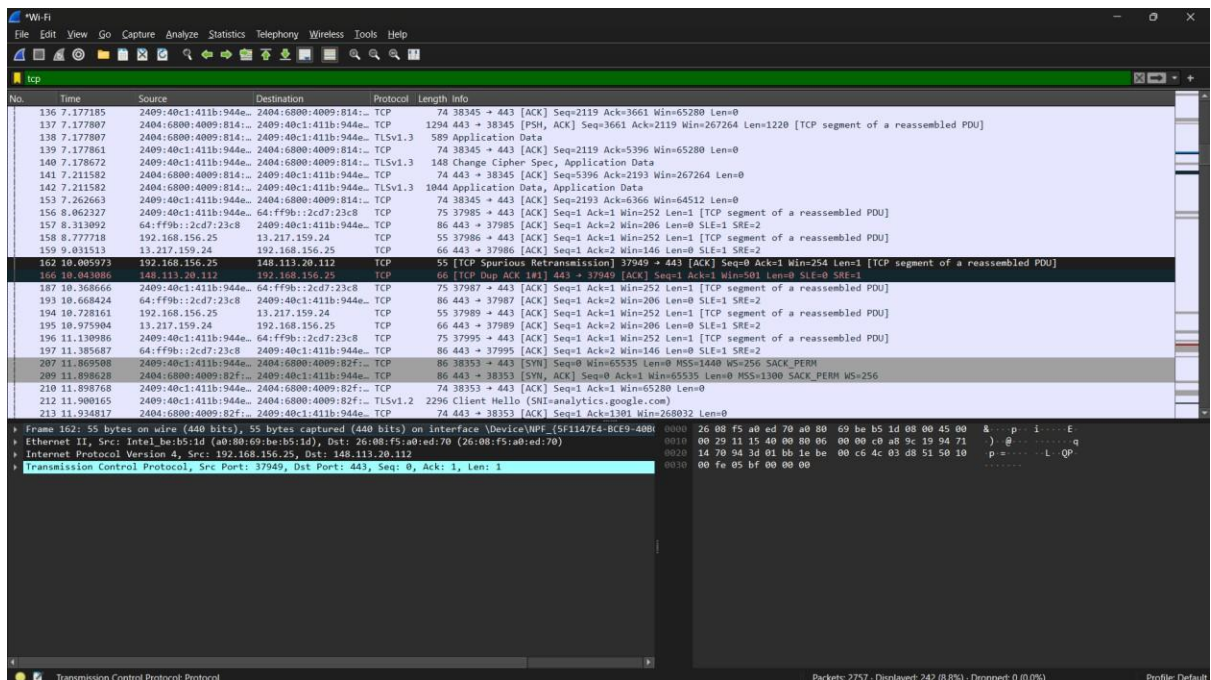 *Wi-Fi
File Edit View Go Capture Analyze Statistics Telephony Wireless Tools Help
tcp
No. Time Source Destination Protocol Length Info
136 7.177185 2409:40c1:411b:944e… 2404:6800:4009:814:… TCP 74 38345 → 443 [ACK] Seq=2119 Ack=3661 Win=65280 Len=0
137 7.177807 2404:6800:4009:814:… 2409:40c1:411b:944e… TCP 1294 443 → 38345 [PSH, ACK] Seq=3661 Ack=2119 Win=267264 Len=1220 [TCP segment of a reassembled PDU]
138 7.177807 2404:6800:4009:814:… 2409:40c1:411b:944e… TLSv1.3 589 Application Data
139 7.177861 2409:40c1:411b:944e… 2404:6800:4009:814:… TCP 74 38345 → 443 [ACK] Seq=2119 Ack=5396 Win=65280 Len=0
140 7.178672 2409:40c1:411b:944e… 2404:6800:4009:814:… TLSv1.3 148 Change Cipher Spec, Application Data
141 7.211582 2404:6800:4009:814:… 2409:40c1:411b:944e… TCP 74 443 → 38345 [ACK] Seq=5396 Ack=2193 Win=267264 Len=0
142 7.211582 2404:6800:4009:814:… 2409:40c1:411b:944e… TLSv1.3 1044 Application Data, Application Data
153 7.262663 2409:40c1:411b:944e… 2404:6800:4009:814:… TCP 74 38345 → 443 [ACK] Seq=2193 Ack=6366 Win=64512 Len=0
156 8.062327 2409:40c1:411b:944e… 64:ff9b::2cd7:23c8 TCP 75 37985 → 443 [ACK] Seq=1 Ack=1 Win=252 Len=1 [TCP segment of a reassembled PDU]
157 8.313092 64:ff9b::2cd7:23c8 2409:40c1:411b:944e… TCP 86 443 → 37985 [ACK] Seq=1 Ack=2 Win=206 Len=0 SLE=1 SRE=2
158 8.777718 192.168.156.25 13.217.159.24 TCP 55 37986 → 443 [ACK] Seq=1 Ack=1 Win=252 Len=1 [TCP segment of a reassembled PDU]
159 9.031513 13.217.159.24 192.168.156.25 TCP 66 443 → 37986 [ACK] Seq=1 Ack=2 Win=146 Len=0 SLE=1 SRE=2
162 10.005973 192.168.156.25 148.113.20.112 TCP 55 [TCP Spurious Retransmission] 37949 → 443 [ACK] Seq=0 Ack=1 Win=254 Len=1 [TCP segment of a reassembled PDU]
166 10.043086 148.113.20.112 192.168.156.25 TCP 66 [TCP Dup ACK 1#1] 443 → 37949 [ACK] Seq=1 Ack=1 Win=501 Len=0 SLE=0 SRE=1
187 10.368666 2409:40c1:411b:944e… 64:ff9b::2cd7:23c8 TCP 75 37987 → 443 [ACK] Seq=1 Ack=1 Win=252 Len=1 [TCP segment of a reassembled PDU]
193 10.668424 64:ff9b::2cd7:23c8 2409:40c1:411b:944e… TCP 86 443 → 37987 [ACK] Seq=1 Ack=2 Win=206 Len=0 SLE=1 SRE=2
194 10.728161 192.168.156.25 13.217.159.24 TCP 55 37989 → 443 [ACK] Seq=1 Ack=1 Win=252 Len=1 [TCP segment of a reassembled PDU]
195 10.975904 13.217.159.24 192.168.156.25 TCP 66 443 → 37989 [ACK] Seq=1 Ack=2 Win=206 Len=0 SLE=1 SRE=2
196 11.130986 2409:40c1:411b:944e… 64:ff9b::2cd7:23c8 TCP 75 37995 → 443 [ACK] Seq=1 Ack=1 Win=252 Len=1 [TCP segment of a reassembled PDU]
197 11.385687 64:ff9b::2cd7:23c8 2409:40c1:411b:944e… TCP 86 443 → 37995 [ACK] Seq=1 Ack=2 Win=146 Len=0 SLE=1 SRE=2
207 11.869508 2409:40c1:411b:944e… 2404:6800:4009:82f:… TCP 86 38353 → 443 [SYN] Seq=0 Win=65535 Len=0 MSS=1440 WS=256 SACK_PERM
209 11.898628 2404:6800:4009:82f:… 2409:40c1:411b:944e… TCP 86 443 → 38353 [SYN, ACK] Seq=0 Ack=1 Win=65535 Len=0 MSS=1300 SACK_PERM WS=256
210 11.898768 2409:40c1:411b:944e… 2404:6800:4009:82f:… TCP 74 38353 → 443 [ACK] Seq=1 Ack=1 Win=65280 Len=0
212 11.900165 2409:40c1:411b:944e… 2404:6800:4009:82f:… TLSv1.2 2296 Client Hello (SNI=analytics.google.com)
213 11.934817 2404:6800:4009:82f:… 2409:40c1:411b:944e… TCP 74 443 → 38353 [ACK] Seq=1 Ack=1301 Win=268032 Len=0
Frame 162: 55 bytes on wire (440 bits), 55 bytes captured (440 bits) on interface \Device\NPF_{5F1147E4-BCE9-40B
Ethernet II, Src: Intel_be:b5:1d (a0:80:69:be:b5:1d), Dst: 26:08:f5:a0:ed:70 (26:08:f5:a0:ed:70)
Internet Protocol Version 4, Src: 192.168.156.25, Dst: 148.113.20.112
Transmission Control Protocol, Src Port: 37949, Dst Port: 443, Seq: 0, Ack: 1, Len: 1
0000 26 08 f5 a0 ed 70 a0 80 69 be b5 1d 08 00 45 00 &····p·· i·····E·
0010 00 29 11 15 40 00 80 06 00 00 c0 a8 9c 19 94 71 ·)··@··· ·······q
0020 14 70 94 3d 01 bb 1e be 00 c6 4c 03 d8 51 50 10 ·p·=···· ··L··QP·
0030 00 fe 05 bf 00 00 00 ·······
Transmission Control Protocol: Protocol
Packets: 2757 · Displayed: 242 (8.8%) · Dropped: 0 (0.0%)
Profile: Default